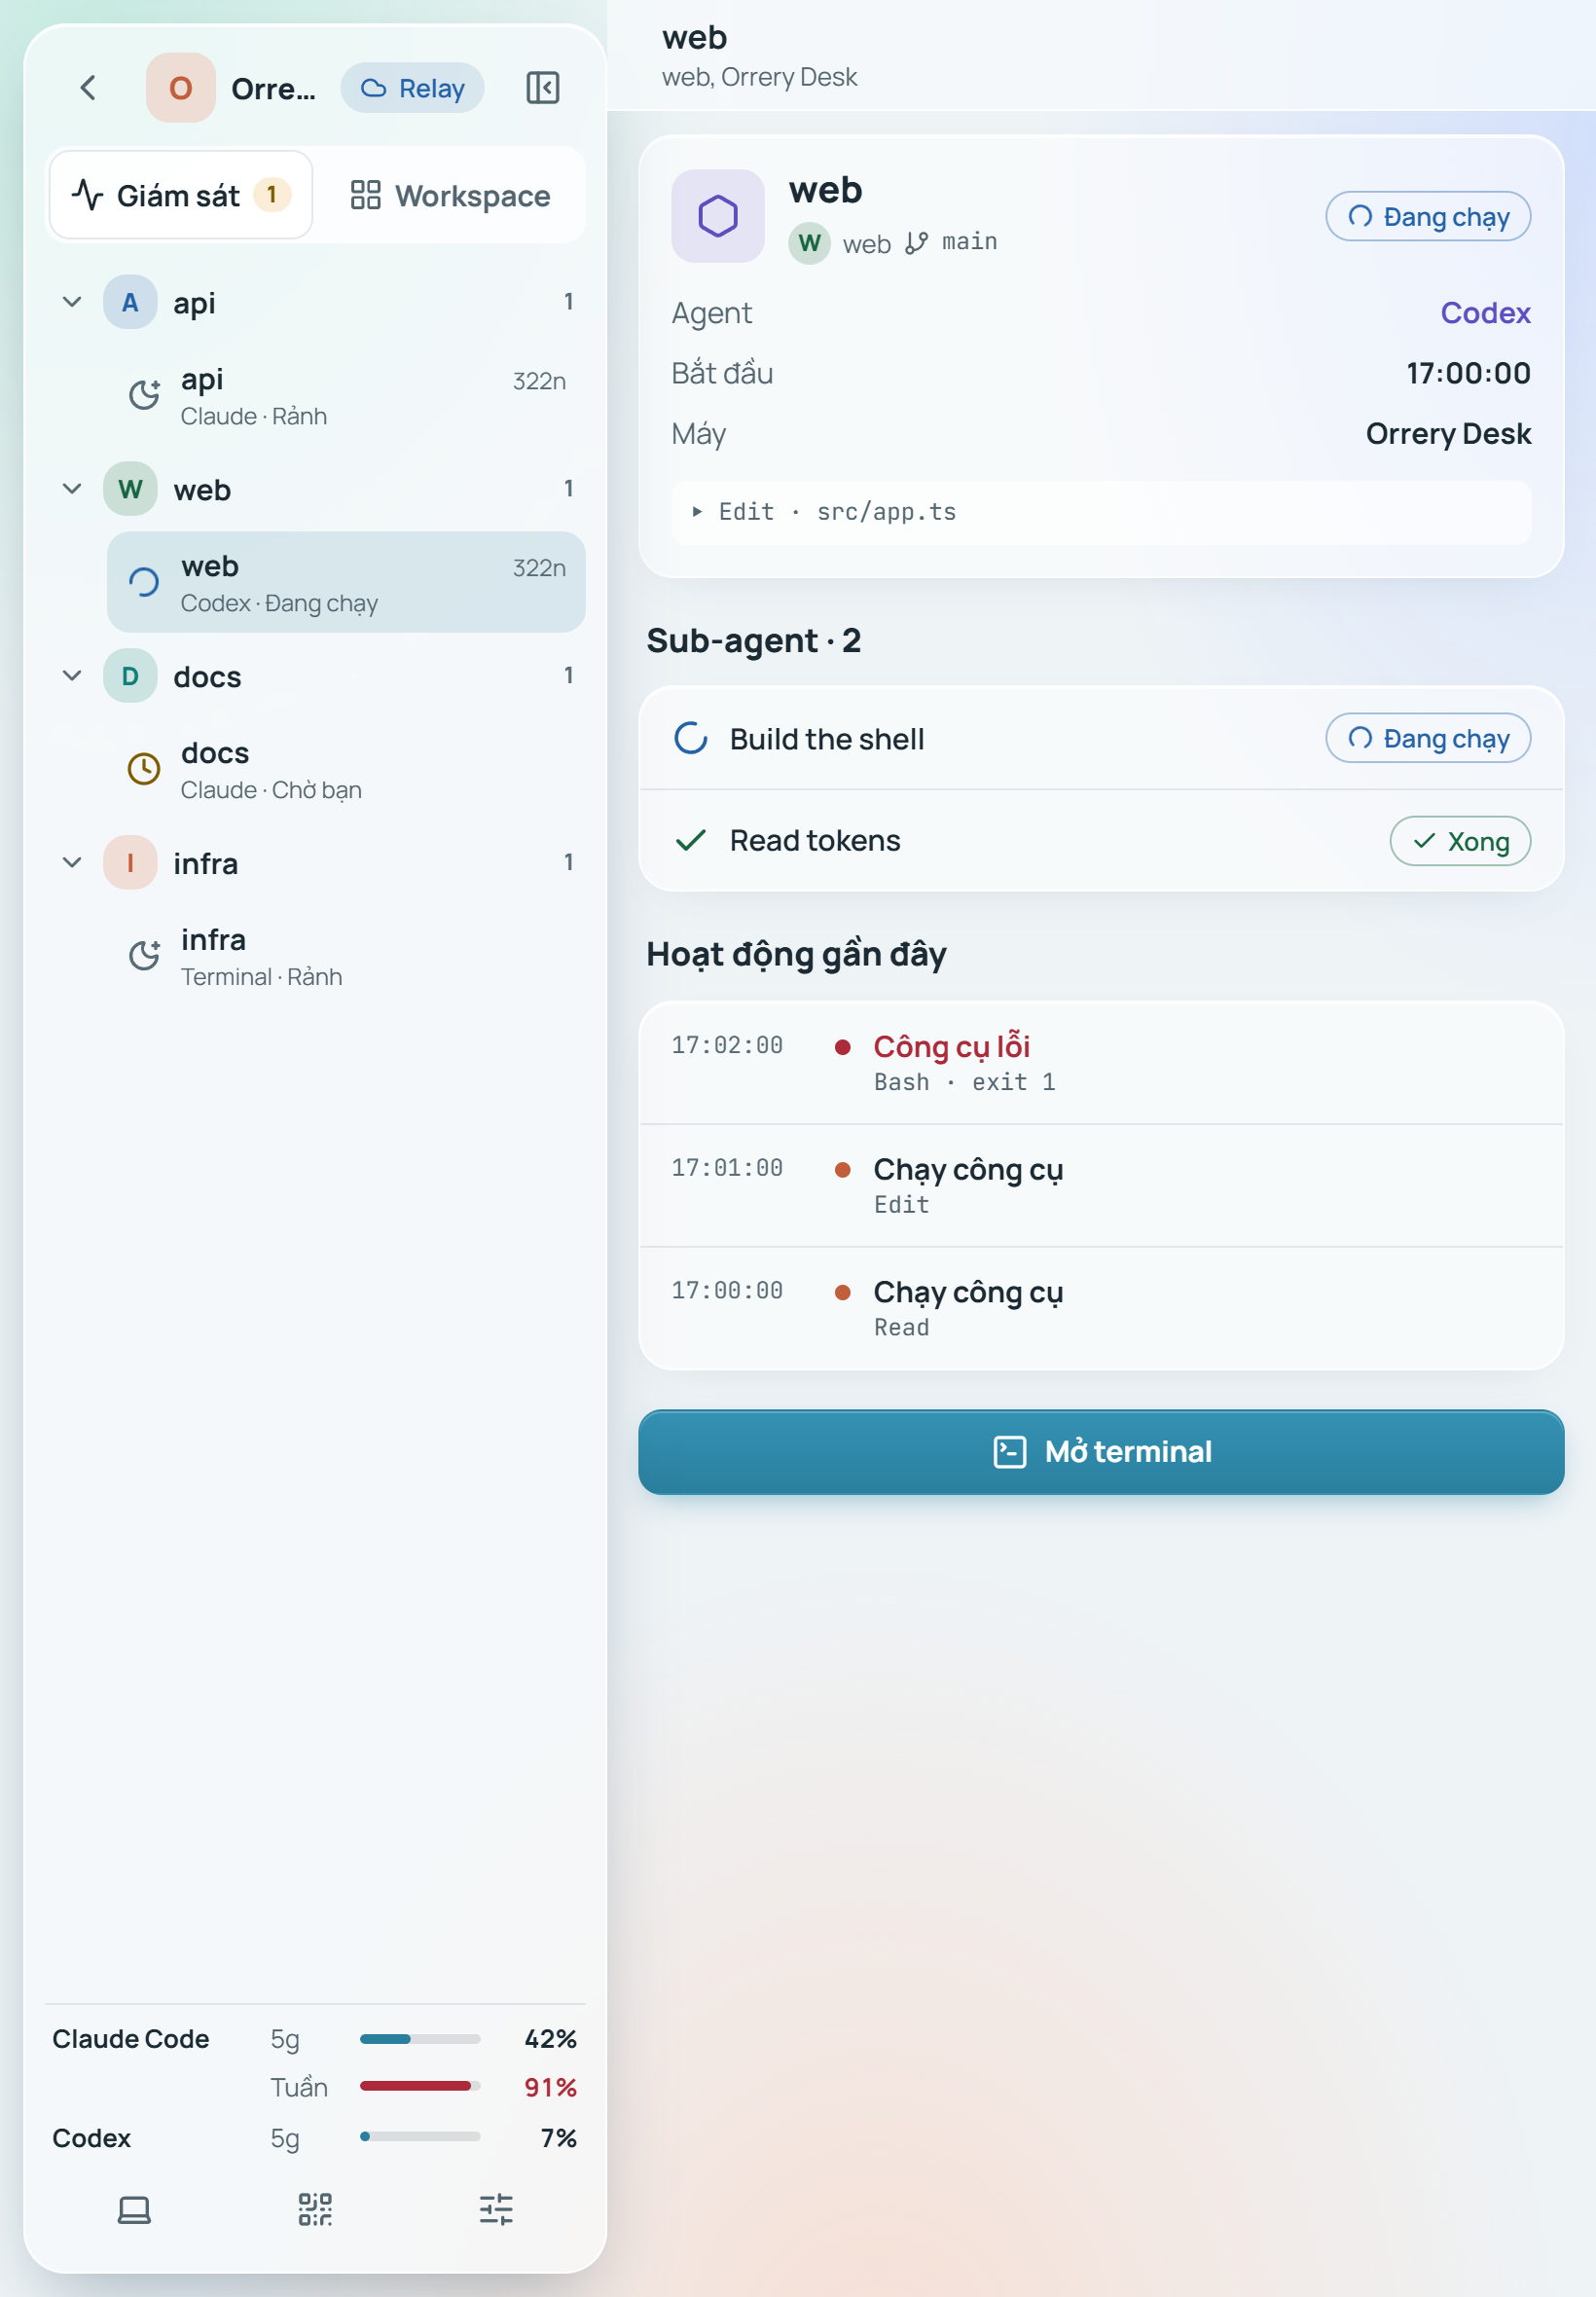 O Orre... Relay
Giám sát 1 Workspace
A api 1
api 322n
Claude · Rảnh
W web 1
web 322n
Codex · Đang chạy
D docs 1
docs
Claude · Chờ bạn
I infra 1
infra
Terminal · Rảnh
Claude Code 5g 42%
Tuần 91%
Codex 5g 7%
web
web, Orrery Desk
web
W web main
Đang chạy
Agent Codex
Bắt đầu 17:00:00
Máy Orrery Desk
Edit · src/app.ts
Sub-agent · 2
Build the shell Đang chạy
Read tokens Xong
Hoạt động gần đây
17:02:00 Công cụ lỗi
Bash · exit 1
17:01:00 Chạy công cụ
Edit
17:00:00 Chạy công cụ
Read
Mở terminal